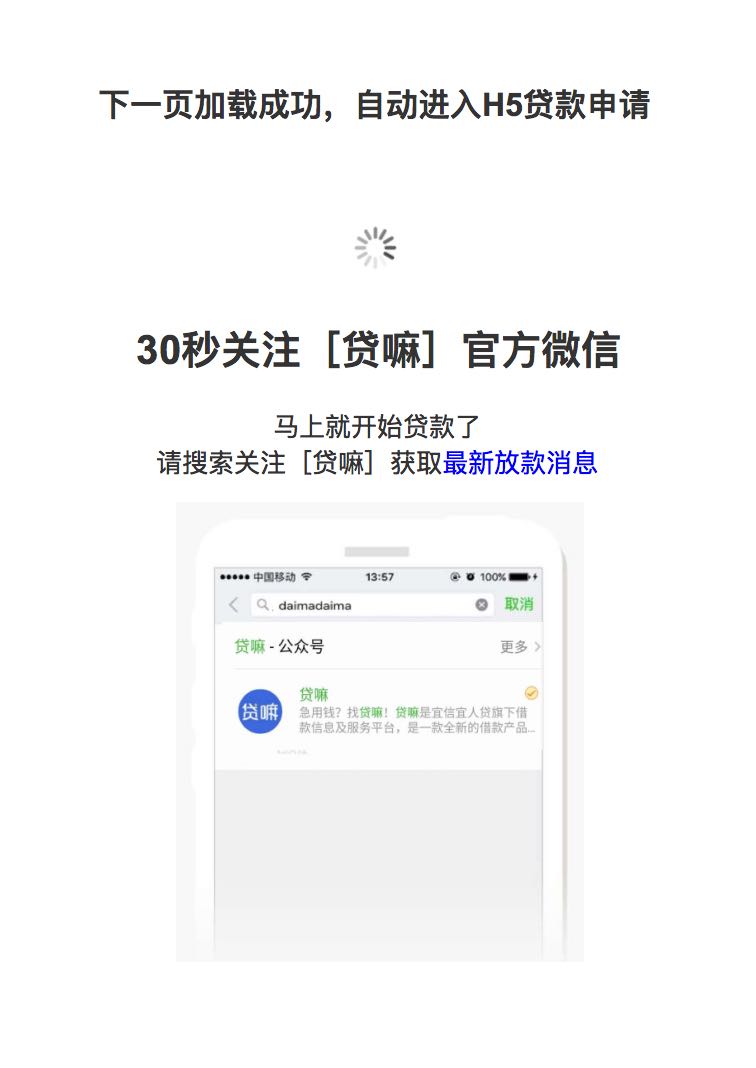 下一页加载成功，自动进入H5贷款申请
30秒关注［贷嘛］官方微信
马上就开始贷款了
请搜索关注［贷嘛］获取最新放款消息
中国移动 13:57 100%
daimadaima 取消
贷嘛 - 公众号 更多
贷嘛
贷嘛
急用钱？找贷嘛！贷嘛是宜信宜人贷旗下借
款信息及服务平台，是一款全新的借款产品...